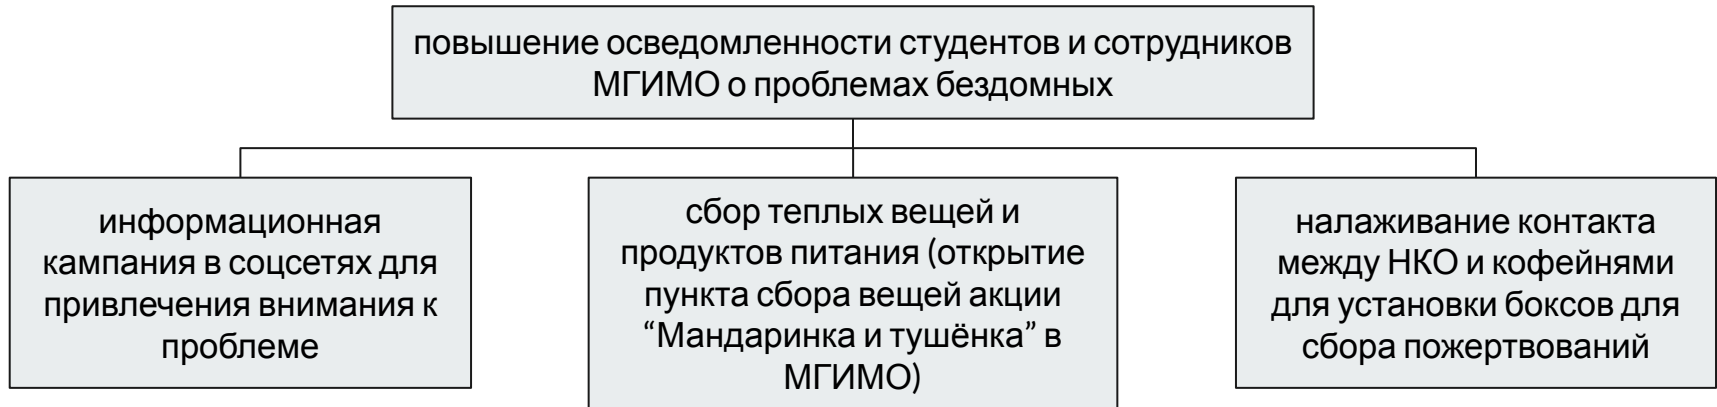 повышение осведомленности студентов и сотрудников
МГИМО о проблемах бездомных
информационная
кампания в соцсетях для
привлечения внимания к
проблеме
сбор теплых вещей и
продуктов питания (открытие
пункта сбора вещей акции
“Мандаринка и тушёнка” в
МГИМО)
налаживание контакта
между НКО и кофейнями
для установки боксов для
сбора пожертвований